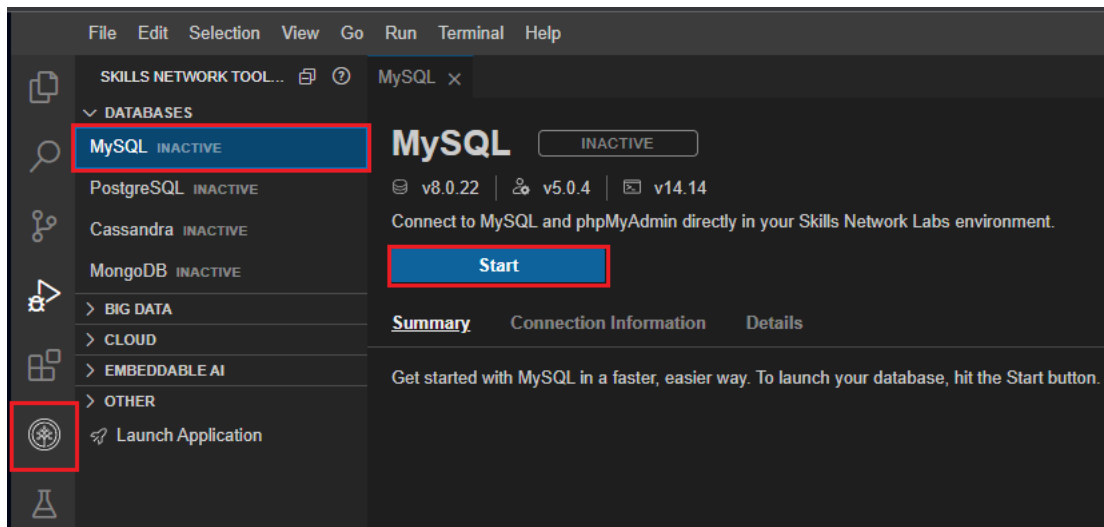 File Edit Selection View Go Run Terminal Help
SKILLS NETWORK TOOL...
DATABASES
MySQL INACTIVE
PostgreSQL INACTIVE
Cassandra INACTIVE
MongoDB INACTIVE
BIG DATA
CLOUD
EMBEDDABLE AI
OTHER
Launch Application
MySQL
MySQL INACTIVE
v8.0.22 v5.0.4 v14.14
Connect to MySQL and phpMyAdmin directly in your Skills Network Labs environment.
Start
Summary Connection Information Details
Get started with MySQL in a faster, easier way. To launch your database, hit the Start button.